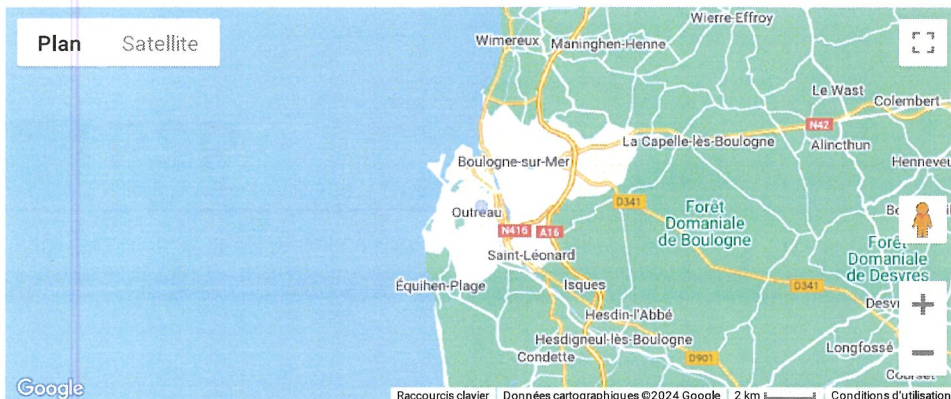 Wierre-Effroy
Plan Satellite
Wimereux
Maninghen-Henne
Le Wast
Colembert
N42
La Capelle-lès-Boulogne
Alincthun
Boulogne-sur-Mer
Henneveu
D341
Outreau
Forêt
Domaniale
de Boulogne
N416 A16
Forêt
Domaniale
de Desvres
Saint-Léonard
Équihen-Plage
Isques
D341
Desvr
Hesdin-l'Abbé
Hesdigneul-lès-Boulogne
Longfossé
Condette
D901
Courset
Google
Raccourcis clavier Données cartographiques ©2024 Google 2 km Conditions d'utilisation